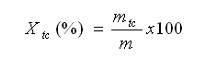 X_tc (%) = m_tc / m x100